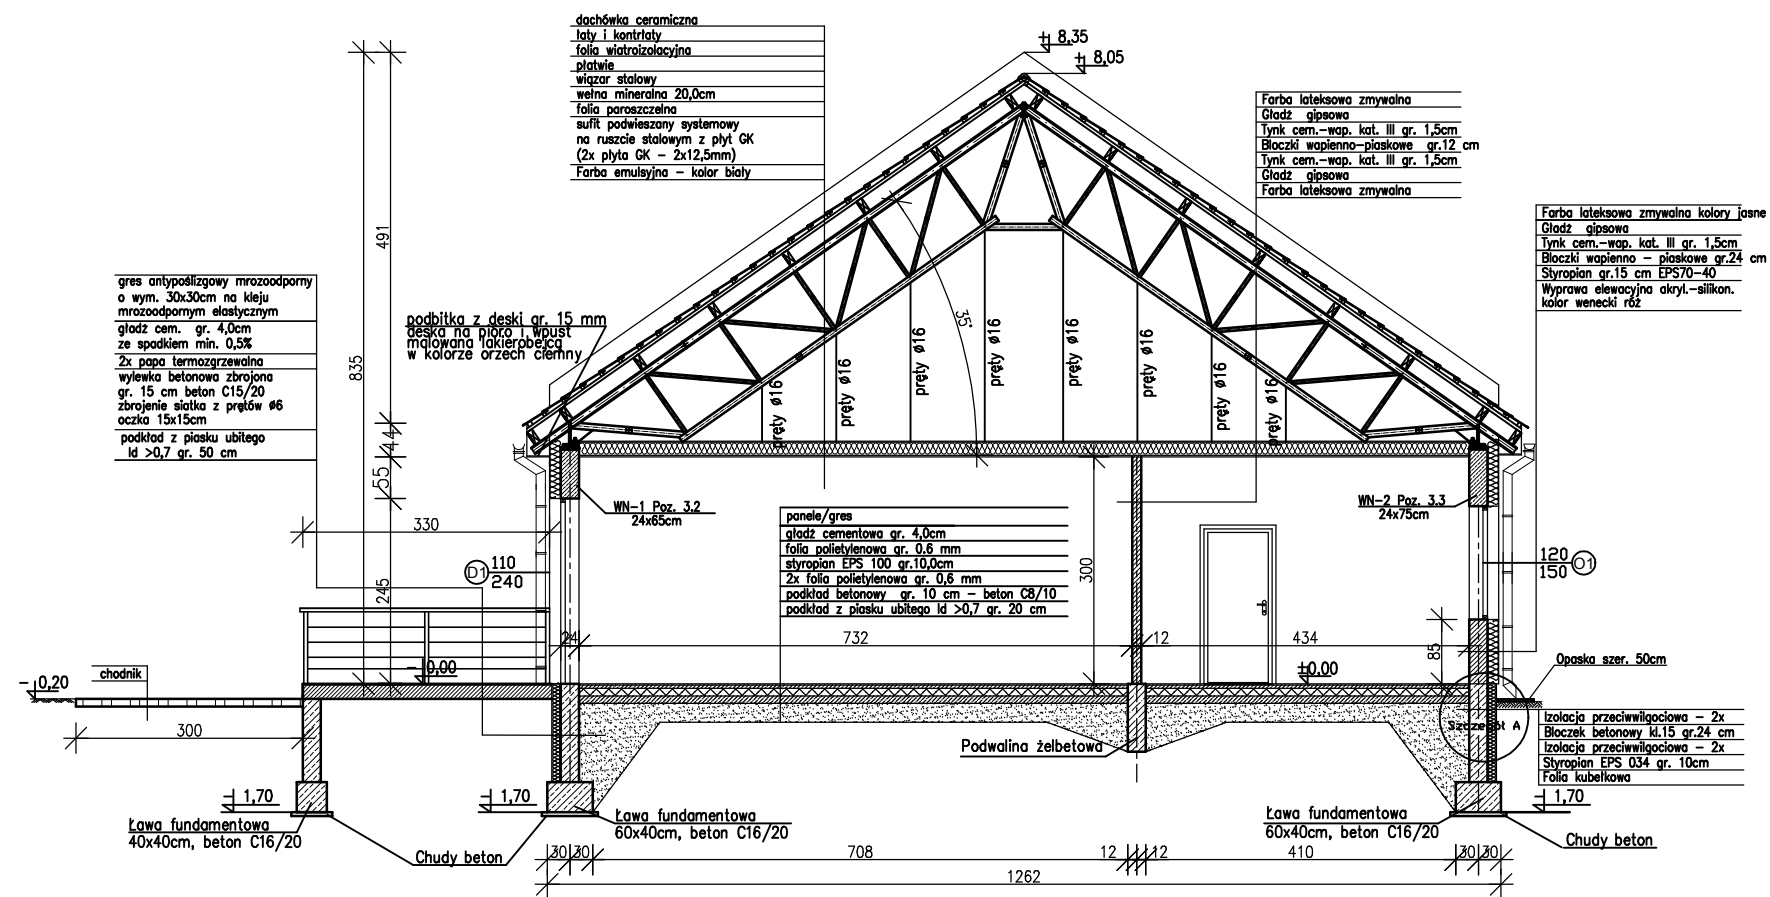 dachówka ceramiczna
łaty i kontrłaty
folia wiatroizolacyjna
płatwie
wiązar stalowy
wełna mineralna 20,0cm
folia paroszczelna
sufit podwieszany systemowy
na ruszcie stalowym z płyt GK
(2x płyta GK – 2x12,5mm)
Farba emulsyjna – kolor biały
± 8,35
± 8,05
Farba lateksowa zmywalna
Gładź gipsowa
Tynk cem.–wap. kat. III gr. 1,5cm
Bloczki wapienno–piaskowe gr.12 cm
Tynk cem.–wap. kat. III gr. 1,5cm
Gładź gipsowa
Farba lateksowa zmywalna
Farba lateksowa zmywalna kolory jasne
Gładź gipsowa
Tynk cem.–wap. kat. III gr. 1,5cm
Bloczki wapienno – piaskowe gr.24 cm
Styropian gr.15 cm EPS70–40
Wyprawa elewacyjna akryl.–silikon.
kolor wenecki róż
gres antypoślizgowy mrozoodporny
o wym. 30x30cm na kleju
mrozoodpornym elastycznym
gładź cem. gr. 4,0cm
ze spadkiem min. 0,5%
2x papa termozgrzewalna
wylewka betonowa zbrojona
gr. 15 cm beton C15/20
zbrojenie siatka z prętów ø6
oczka 15x15cm
podkład z piasku ubitego
Id >0,7 gr. 50 cm
podbitka z deski gr. 15 mm
deska na pióro i wpust
malowana lakierobejcą
w kolorze orzech ciemny
835
491
44
55
245
330
35°
pręty ø16
pręty ø16
pręty ø16
pręty ø16
pręty ø16
pręty ø16
pręty ø16
pręty ø16
WN–1 Poz. 3.2
24x65cm
WN–2 Poz. 3.3
24x75cm
D1
110
240
120
150
O1
panele/gres
gładź cementowa gr. 4,0cm
folia polietylenowa gr. 0.6 mm
styropian EPS 100 gr.10,0cm
2x folia polietylenowa gr. 0,6 mm
podkład betonowy gr. 10 cm – beton C8/10
podkład z piasku ubitego Id >0,7 gr. 20 cm
300
24
732
12
434
85
– 0,00
±0.00
chodnik
– 0,20
300
Opaska szer. 50cm
Szczegół A
Izolacja przeciwwilgociowa – 2x
Bloczek betonowy kl.15 gr.24 cm
Izolacja przeciwwilgociowa – 2x
Styropian EPS 034 gr. 10cm
Folia kubełkowa
Podwalina żelbetowa
– 1,70
– 1,70
– 1,70
Ława fundamentowa
40x40cm, beton C16/20
Ława fundamentowa
60x40cm, beton C16/20
Ława fundamentowa
60x40cm, beton C16/20
Chudy beton
Chudy beton
30
30
708
12
12
410
30
30
1262